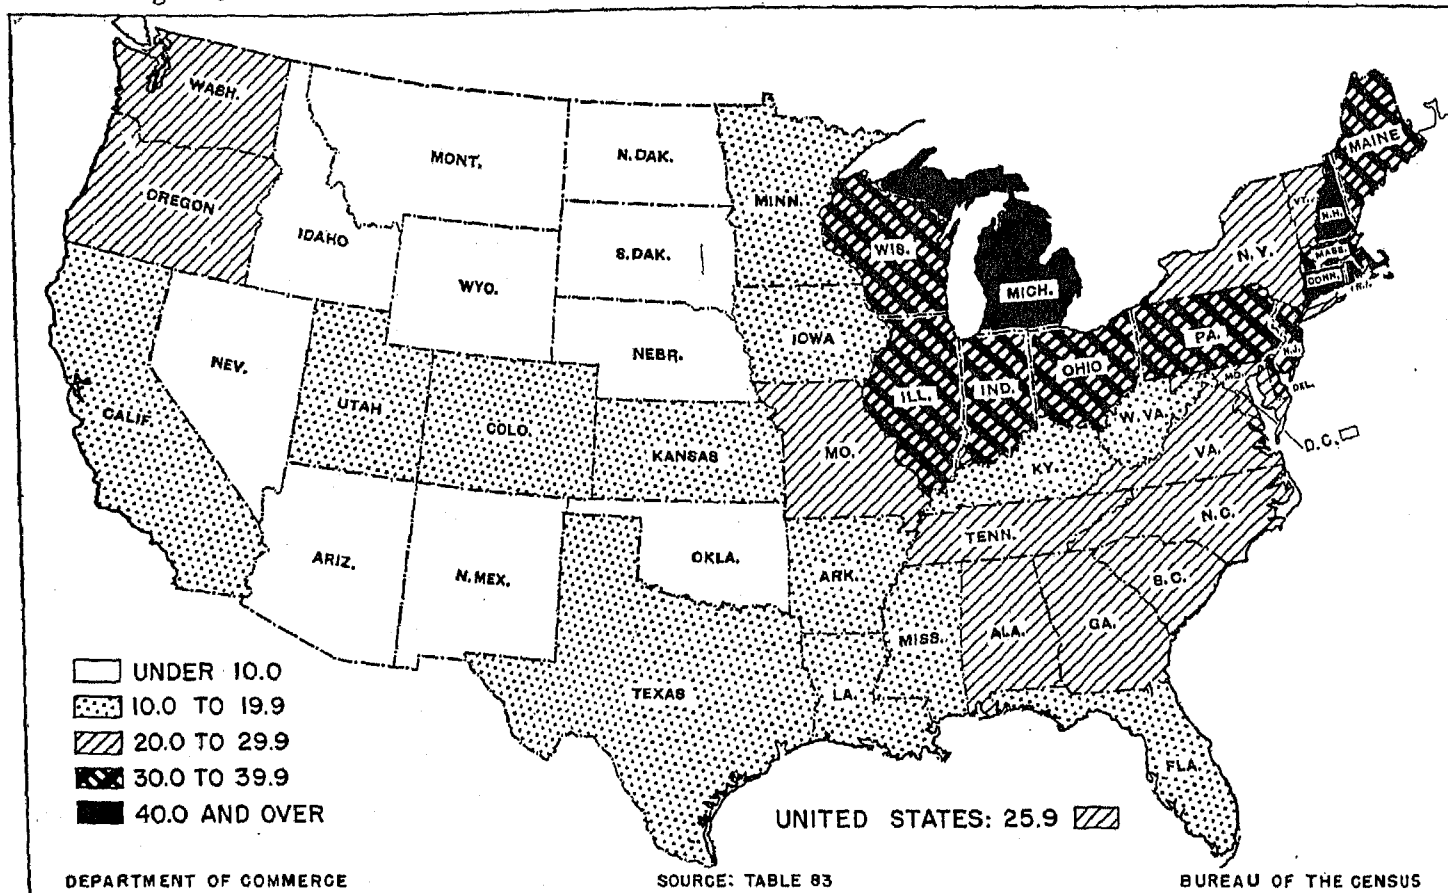 WASH.
MONT.
N. DAK.
MINN.
MAINE
OREGON
IDAHO
S. DAK.
WIS.
VT.
N.H.
N. Y.
MASS.
CONN.
R.I.
WYO.
MICH.
NEV.
NEBR.
IOWA
PA.
N.J.
OHIO
IND.
ILL.
MD.
DEL.
CALIF.
UTAH
COLO.
KANSAS
MO.
W. VA.
KY.
VA.
D.C.
ARIZ.
N. MEX.
OKLA.
ARK.
TENN.
N.C.
S.C.
MISS.
ALA.
GA.
TEXAS
LA.
FLA.
UNDER 10.0
10.0 TO 19.9
20.0 TO 29.9
30.0 TO 39.9
40.0 AND OVER
UNITED STATES: 25.9
DEPARTMENT OF COMMERCE
SOURCE: TABLE 83
BUREAU OF THE CENSUS